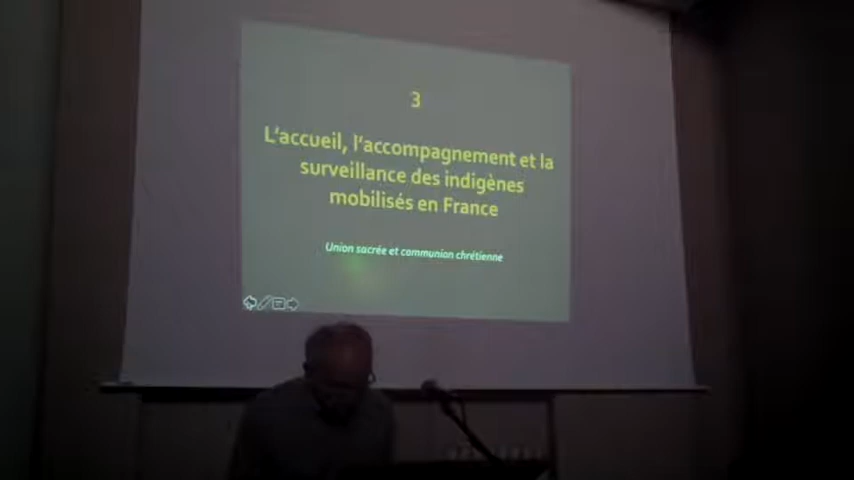 3
L'accueil, l'accompagnement et la
surveillance des indigènes
mobilisés en France
Union sacrée et communion chrétienne